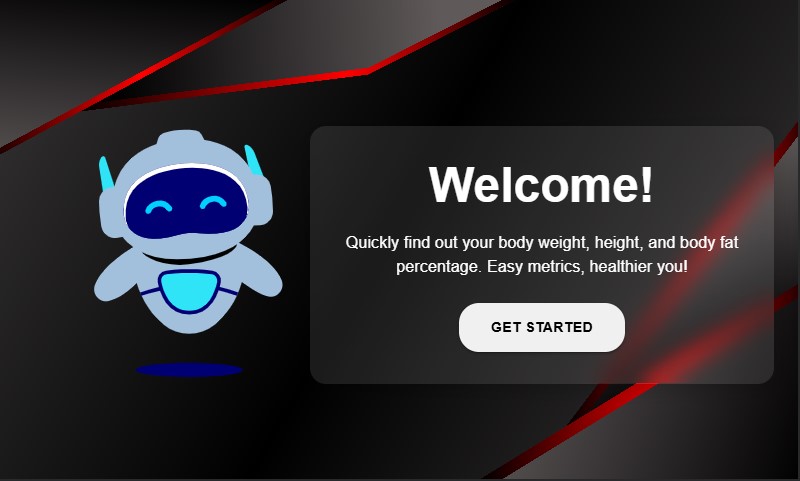 Welcome!
Quickly find out your body weight, height, and body fat
percentage. Easy metrics, healthier you!
GET STARTED